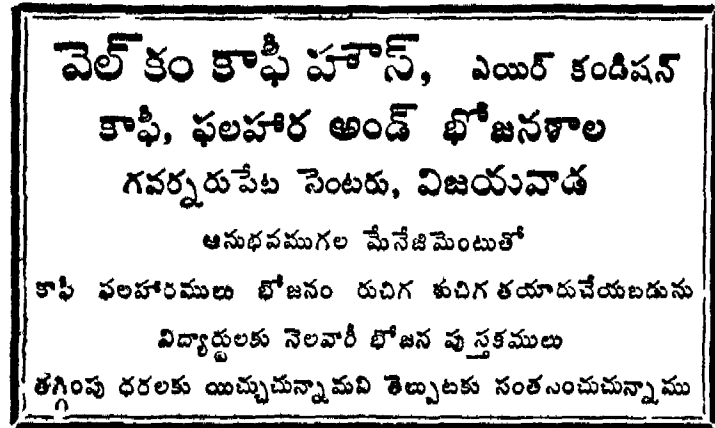 వెల్ కం కాఫీ హౌస్, ఎయిర్ కండిషన్
కాఫీ, ఫలహార అండ్ భోజనశాల
గవర్నరుపేట సెంటరు, విజయవాడ
అనుభవముగల మేనేజిమెంటుతో
కాఫీ ఫలహారములు భోజనం రుచిగ శుచిగ తయారుచేయబడును
విద్యార్థులకు నెలవారీ భోజన పుస్తకములు
తగ్గింపు ధరలకు యిచ్చుచున్నామని తెల్పుటకు సంతసించుచున్నాము